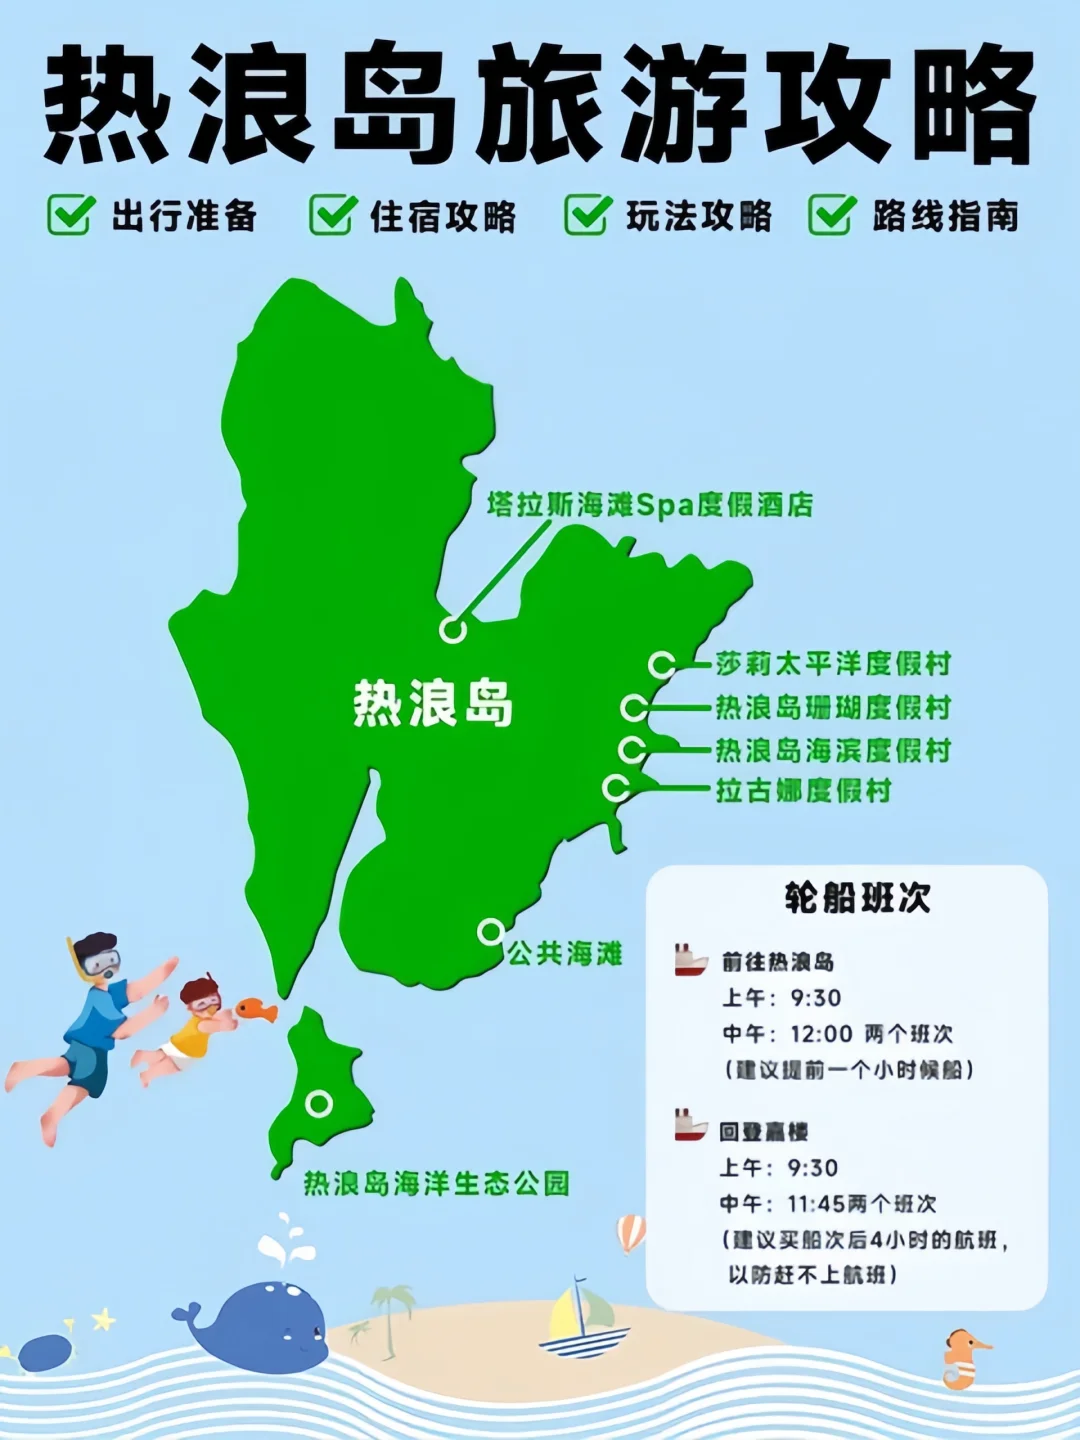 热浪岛旅游攻略
出行准备 住宿攻略 玩法攻略 路线指南
塔拉斯海滩Spa度假酒店
莎莉太平洋度假村
热浪岛
热浪岛珊瑚度假村
热浪岛海滨度假村
拉古娜度假村
公共海滩
热浪岛海洋生态公园
轮船班次
前往热浪岛
上午：9:30
中午：12:00 两个班次
（建议提前一个小时候船）
回登嘉楼
上午：9:30
中午：11:45两个班次
（建议买船次后4小时的航班，
以防赶不上航班）